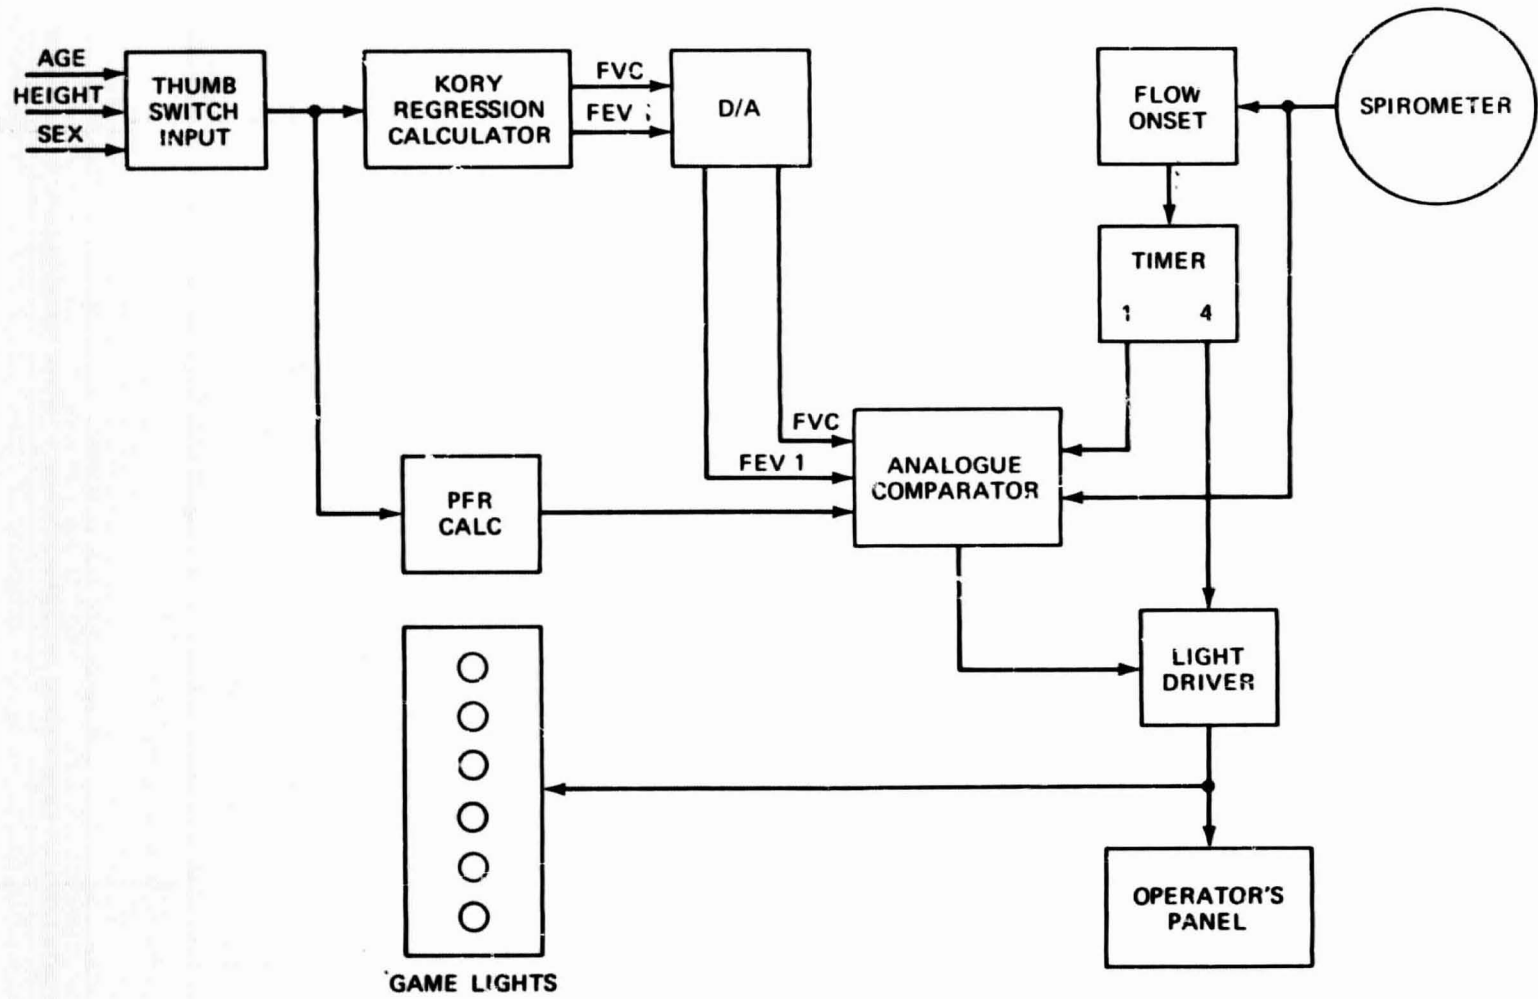 AGE
HEIGHT
SEX
THUMB
SWITCH
INPUT
KORY
REGRESSION
CALCULATOR
FVC
FEV
D/A
FLOW
ONSET
SPIROMETER
TIMER
1 4
FVC
FEV 1
ANALOGUE
COMPARATOR
PFR
CALC
LIGHT
DRIVER
OPERATOR'S
PANEL
GAME LIGHTS